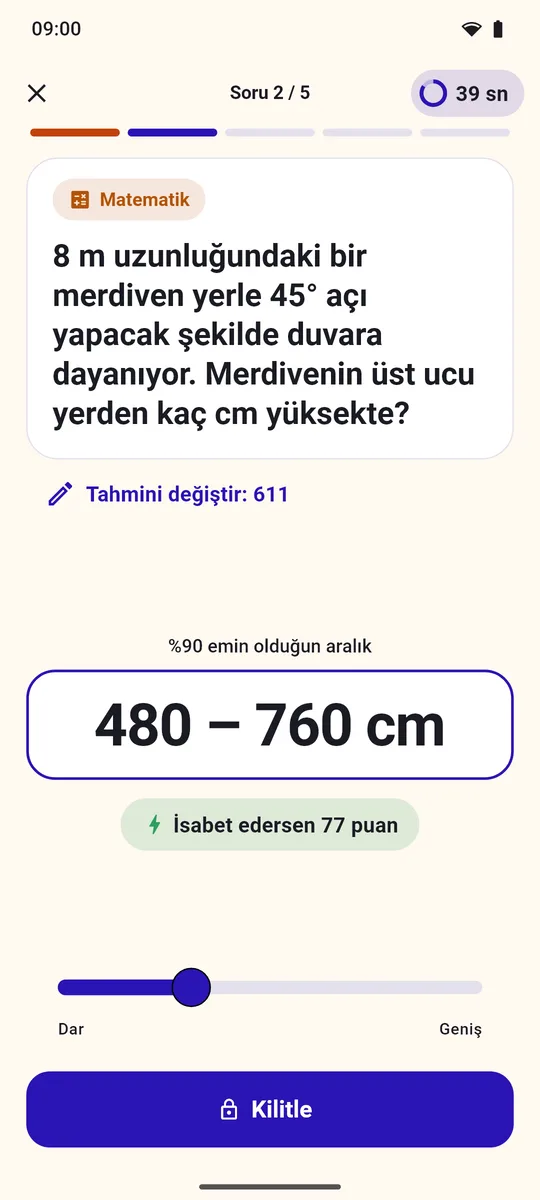 09:00
Soru 2 / 5
39 sn
Matematik
8 m uzunluğundaki bir
merdiven yerle 45° açı
yapacak şekilde duvara
dayanıyor. Merdivenin üst ucu
yerden kaç cm yüksekte?
Tahmini değiştir: 611
%90 emin olduğun aralık
480 – 760 cm
İsabet edersen 77 puan
Dar
Geniş
Kilitle